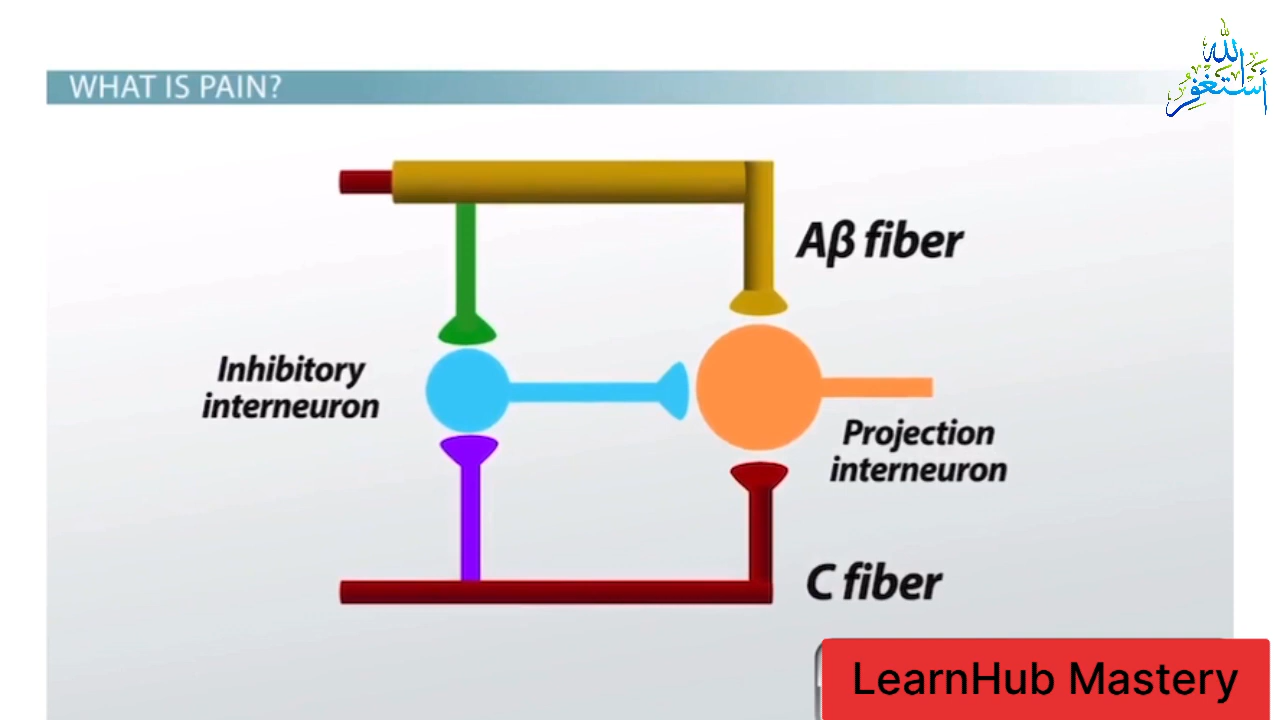 WHAT IS PAIN?
أستغفر الله
Aβ fiber
Inhibitory
interneuron
Projection
interneuron
C fiber
LearnHub Mastery